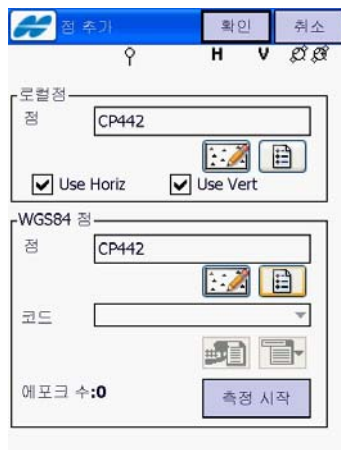 점 추가 확인 취소
H V
로컬점
점 CP442
Use Horiz Use Vert
WGS84 점
점 CP442
코드
에포크 수:0 측정 시작